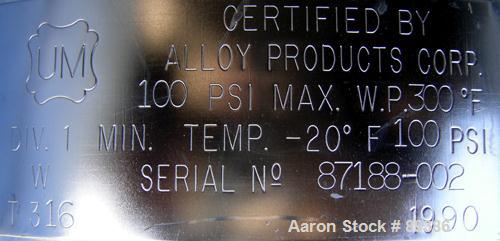 UM
CERTIFIED BY
ALLOY PRODUCTS CORP.
100 PSI MAX. W.P. 300 °F
DIV. 1 MIN. TEMP. -20° F 100 PSI
W SERIAL Nº 87188-002
T 316 1990
Aaron Stock #